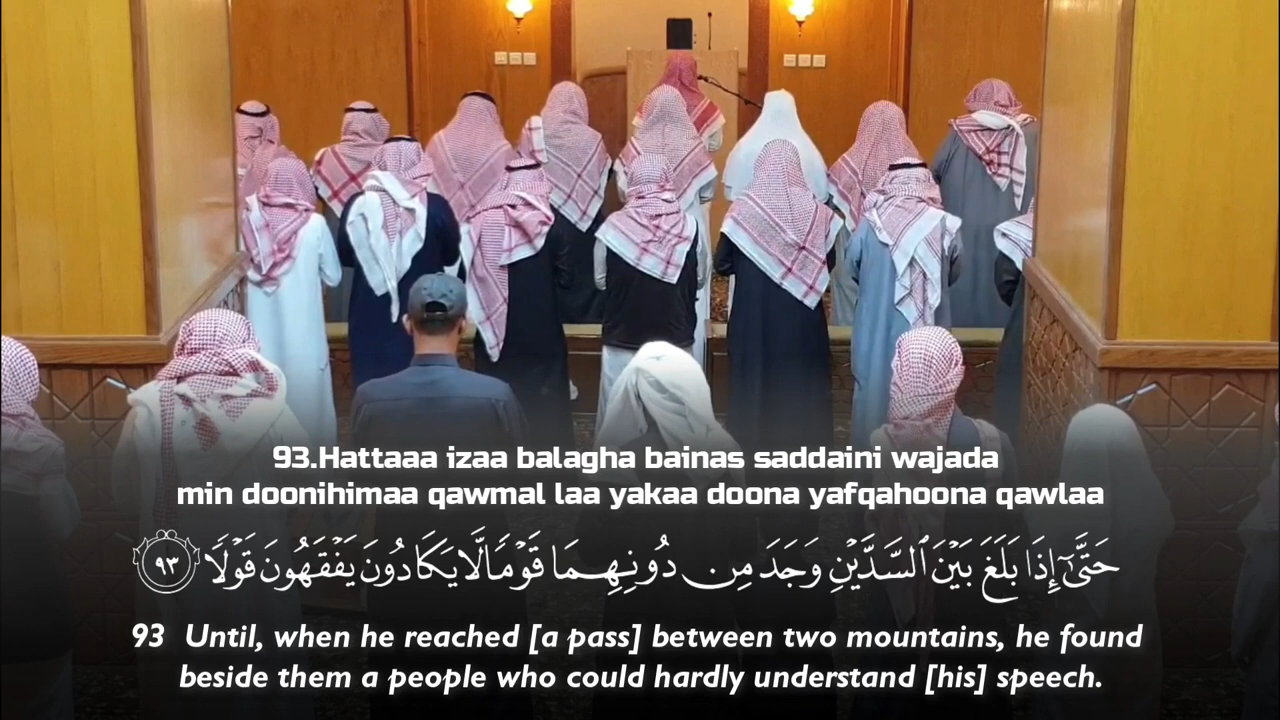 93.Hattaaa izaa balagha bainas saddaini wajada
min doonihimaa qawmal laa yakaa doona yafqahoona qawlaa
حَتَّىٰٓ إِذَا بَلَغَ بَيْنَ ٱلسَّدَّيْنِ وَجَدَ مِن دُونِهِمَا قَوْمًا لَّا يَكَادُونَ يَفْقَهُونَ قَوْلًا ٩٣
93 Until, when he reached [a pass] between two mountains, he found
beside them a people who could hardly understand [his] speech.